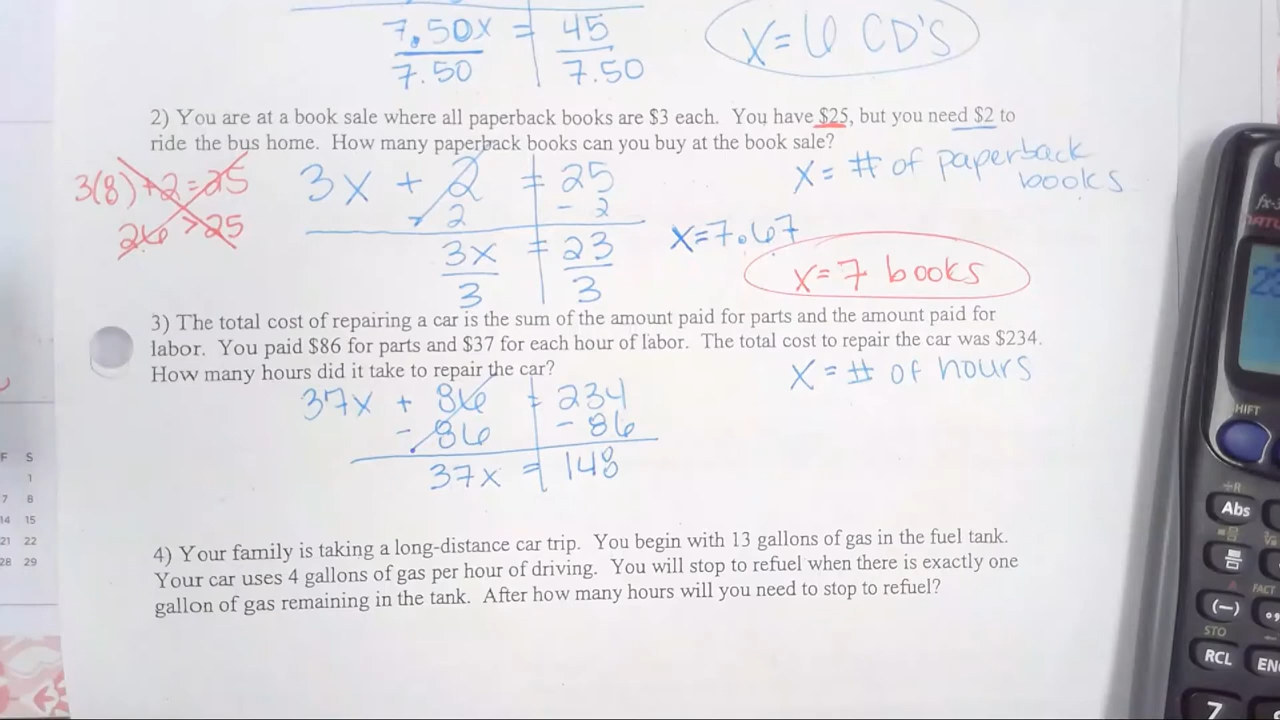 7.50x = 45
7.50 7.50
x = 6 CD'S
2) You are at a book sale where all paperback books are $3 each. You have $25, but you need $2 to
ride the bus home. How many paperback books can you buy at the book sale?
x = # of paperback
books
3(8) + 2 = 25
26 > 25
3x + 2 = 25
- 2 - 2
3x = 23
3 3
x = 7.67
x = 7 books
3) The total cost of repairing a car is the sum of the amount paid for parts and the amount paid for
labor. You paid $86 for parts and $37 for each hour of labor. The total cost to repair the car was $234.
How many hours did it take to repair the car?
x = # of hours
37x + 86 = 234
- 86 - 86
37x = 148
4) Your family is taking a long-distance car trip. You begin with 13 gallons of gas in the fuel tank.
Your car uses 4 gallons of gas per hour of driving. You will stop to refuel when there is exactly one
gallon of gas remaining in the tank. After how many hours will you need to stop to refuel?
F S
1
7 8
14 15
21 22
28 29
SHIFT
÷R
Abs
FACT
(−)
STO
RCL
7